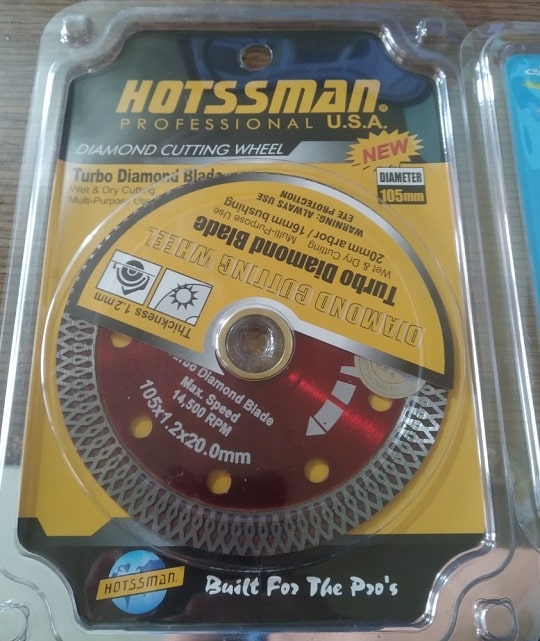 HOTSSMAN®
PROFESSIONAL U.S.A.
DIAMOND CUTTING WHEEL
NEW
Turbo Diamond Blade
Wet & Dry Cutting
Multi-Purpose Use
DIAMETER
105mm
DIAMOND CUTTING WHEEL
Turbo Diamond Blade
Wet & Dry Cutting Multi-Purpose Use
20mm arbor / 16mm bushing
WARNING: ALWAYS USE
EYE PROTECTION
Thickness 1.2mm
Turbo Diamond Blade
Max. Speed
14,500 RPM
105x1.2x20.0mm
HOTSSMAN.
Built For The Pro's